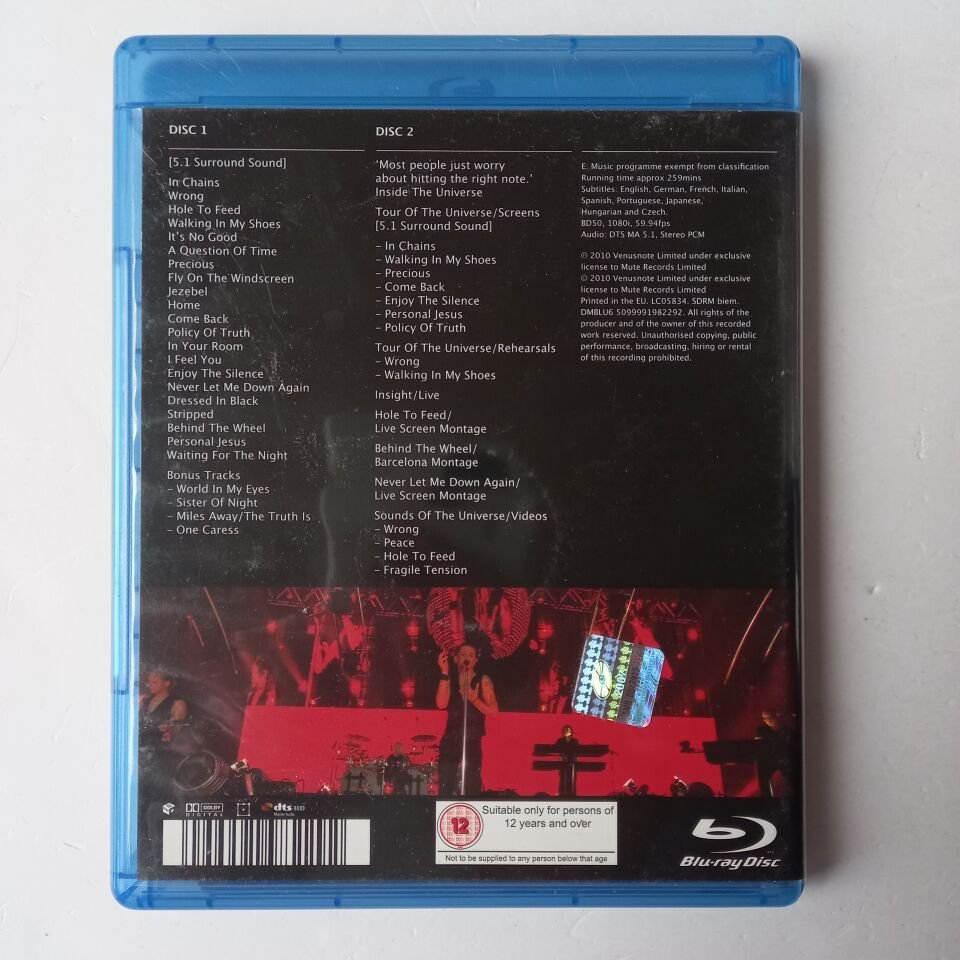 DISC 1
[5.1 Surround Sound]
In Chains
Wrong
Hole To Feed
Walking In My Shoes
It's No Good
A Question Of Time
Precious
Fly On The Windscreen
Jezebel
Home
Come Back
Policy Of Truth
In Your Room
I Feel You
Enjoy The Silence
Never Let Me Down Again
Dressed In Black
Stripped
Behind The Wheel
Personal Jesus
Waiting For The Night
Bonus Tracks
– World In My Eyes
– Sister Of Night
– Miles Away/The Truth Is
– One Caress
DISC 2
'Most people just worry
about hitting the right note.'
Inside The Universe
Tour Of The Universe/Screens
[5.1 Surround Sound]
– In Chains
– Walking In My Shoes
– Precious
– Come Back
– Enjoy The Silence
– Personal Jesus
– Policy Of Truth
Tour Of The Universe/Rehearsals
– Wrong
– Walking In My Shoes
Insight/Live
Hole To Feed/
Live Screen Montage
Behind The Wheel/
Barcelona Montage
Never Let Me Down Again/
Live Screen Montage
Sounds Of The Universe/Videos
– Wrong
– Peace
– Hole To Feed
– Fragile Tension
E: Music programme exempt from classification
Running time approx 259mins
Subtitles: English, German, French, Italian,
Spanish, Portuguese, Japanese,
Hungarian and Czech.
BD50, 1080i, 59.94fps
Audio: DTS MA 5.1, Stereo PCM
℗ 2010 Venusnote Limited under exclusive
license to Mute Records Limited
© 2010 Venusnote Limited under exclusive
license to Mute Records Limited
Printed in the EU. LC05834. SDRM biem.
DMBLU6 5099991982292. All rights of the
producer and of the owner of this recorded
work reserved. Unauthorised copying, public
performance, broadcasting, hiring or rental
of this recording prohibited.
DOLBY
DIGITAL
dts HD
Master Audio
12
Suitable only for persons of
12 years and over
Not to be supplied to any person below that age
Blu-ray Disc